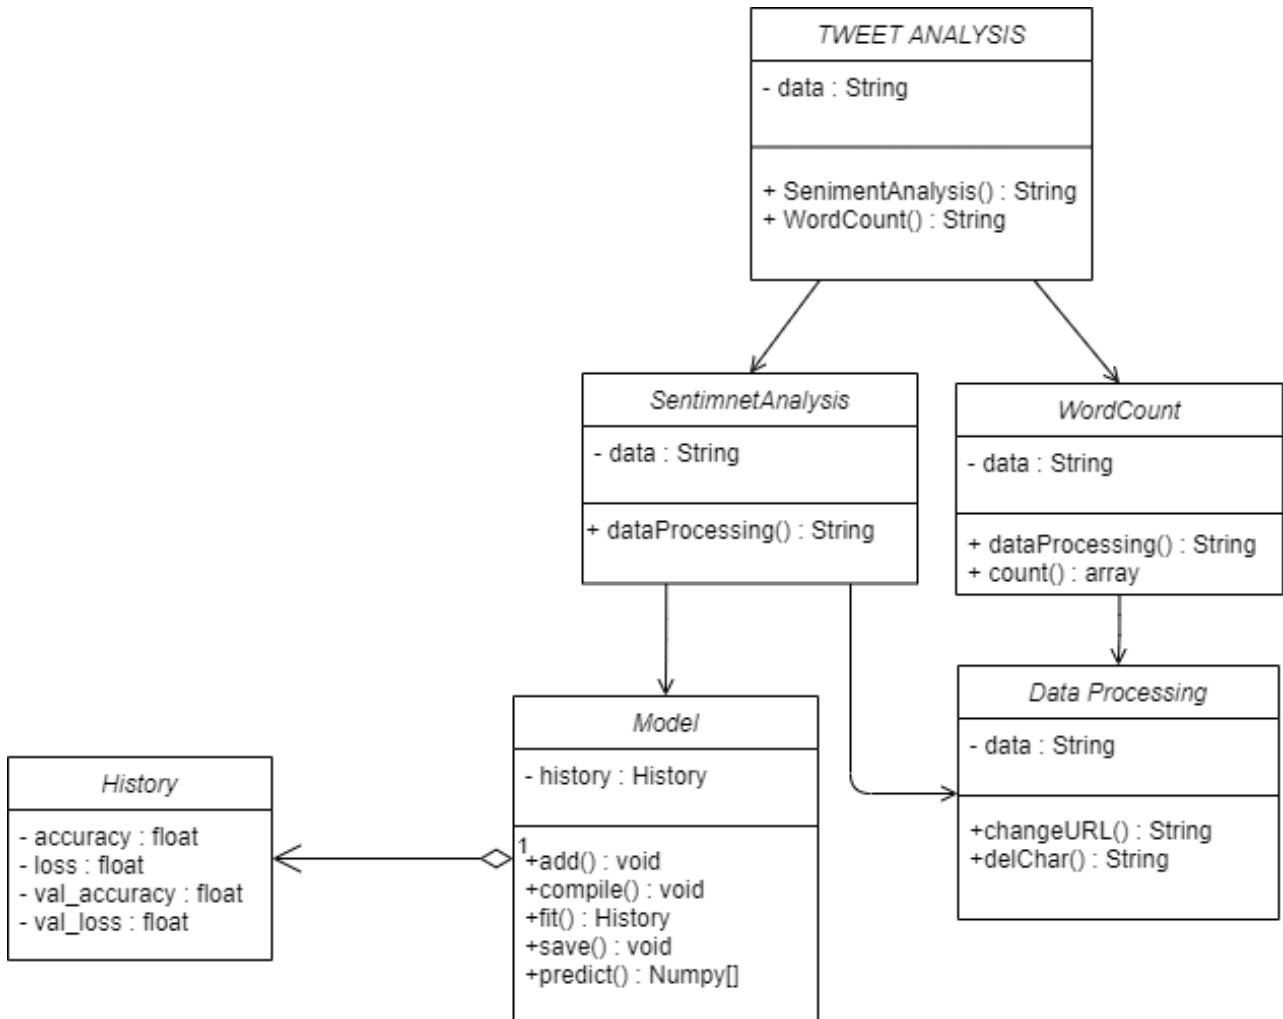 TWEET ANALYSIS
- data : String
+ SenimentAnalysis() : String
+ WordCount() : String
SentimnetAnalysis
- data : String
+ dataProcessing() : String
WordCount
- data : String
+ dataProcessing() : String
+ count() : array
Model
- history : History
1
+add() : void
+compile() : void
+fit() : History
+save() : void
+predict() : Numpy[]
Data Processing
- data : String
+changeURL() : String
+delChar() : String
History
- accuracy : float
- loss : float
- val_accuracy : float
- val_loss : float